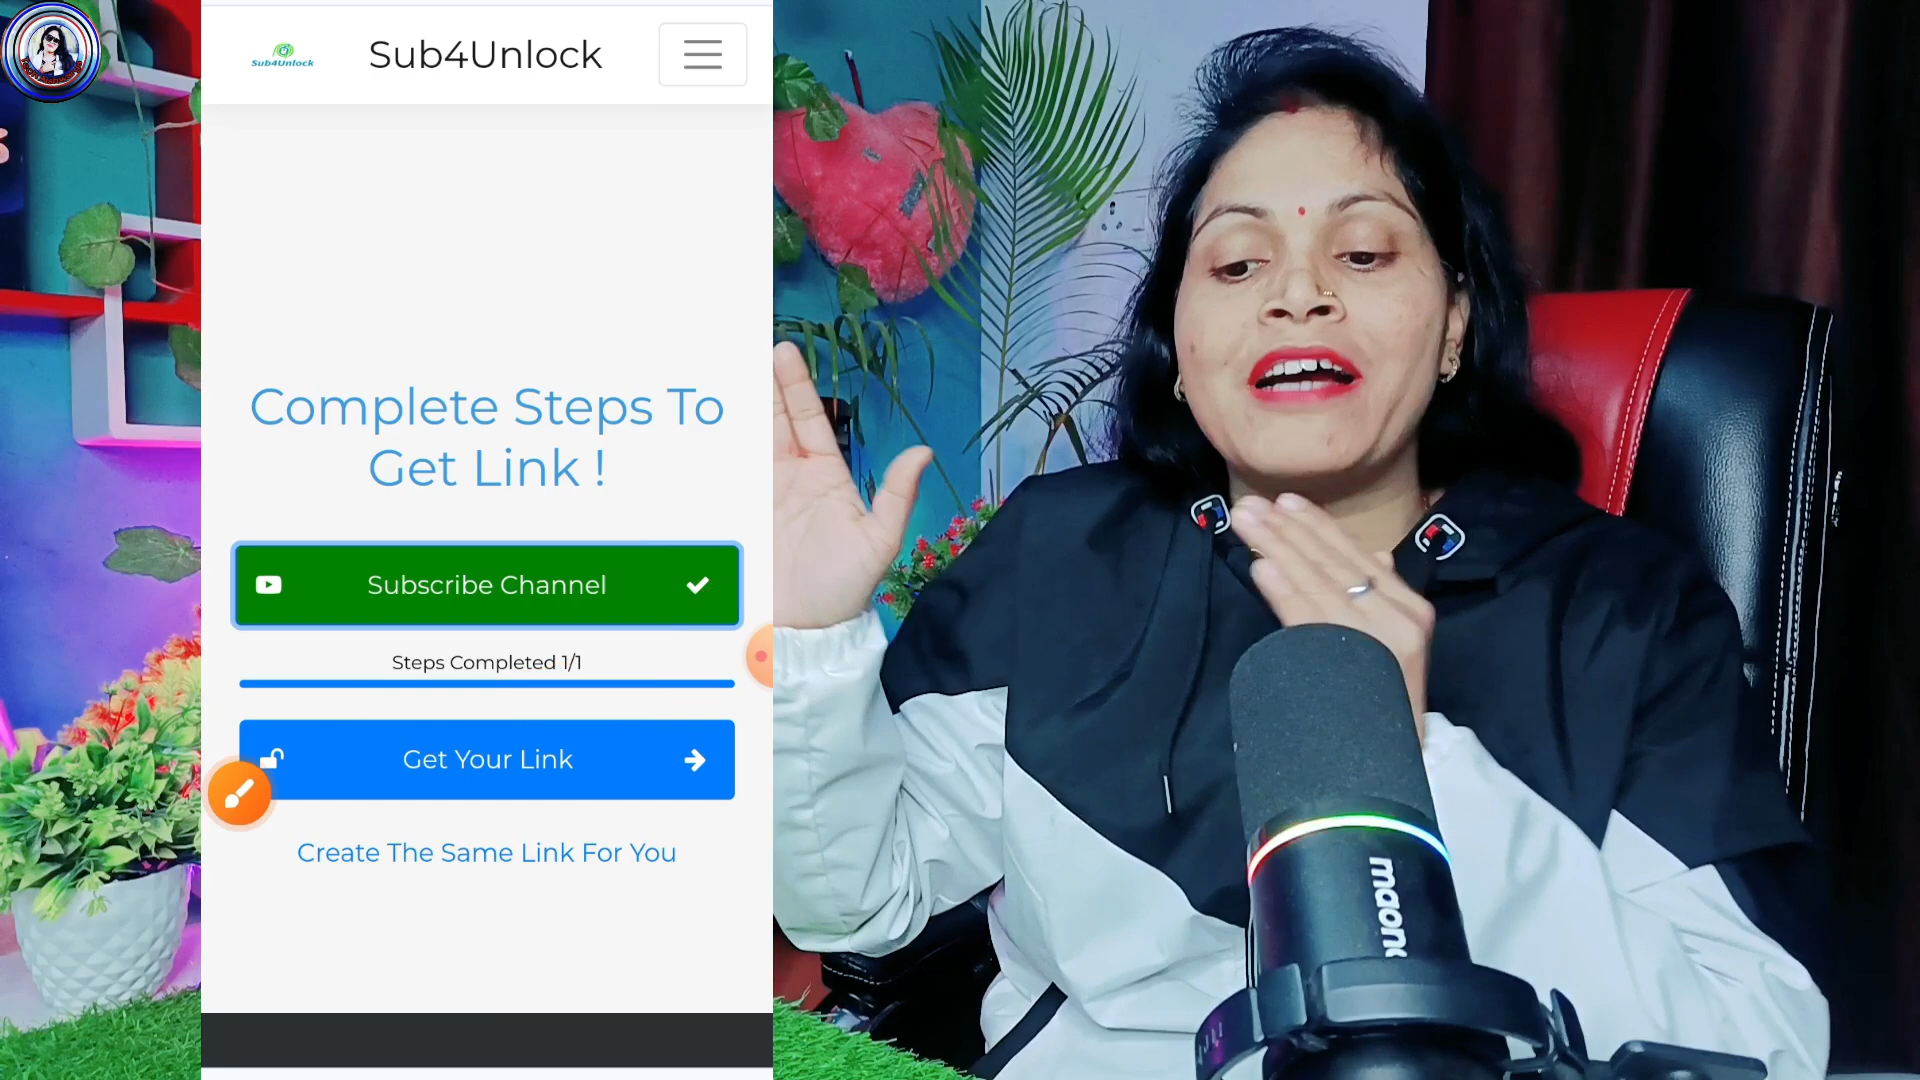 Sub4Unlock
Sub4Unlock
Complete Steps To
Get Link !
Subscribe Channel
Steps Completed 1/1
Get Your Link
Create The Same Link For You
maono